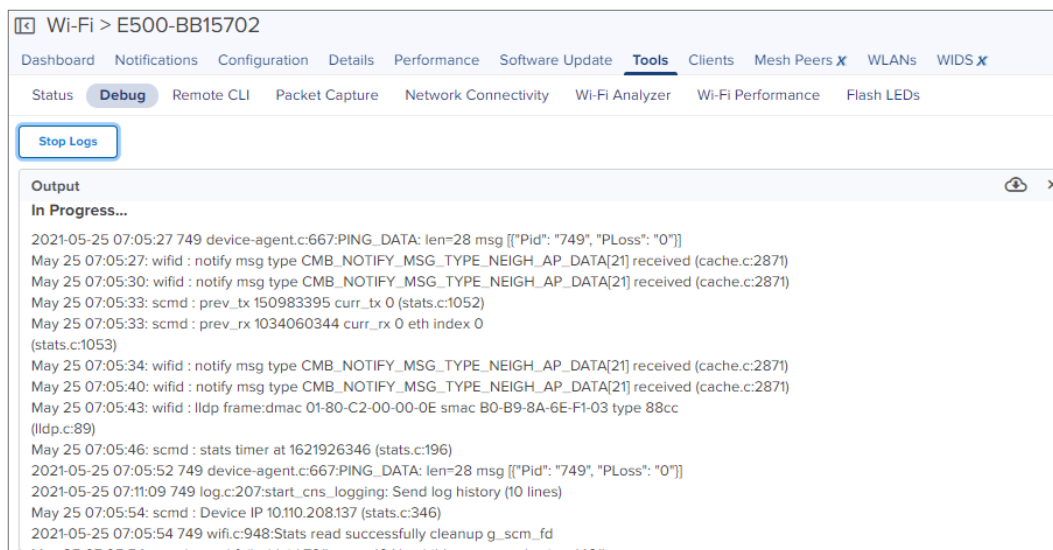 Wi-Fi > E500-BB15702
Dashboard Notifications Configuration Details Performance Software Update Tools Clients Mesh Peers X WLANs WIDS X
Status Debug Remote CLI Packet Capture Network Connectivity Wi-Fi Analyzer Wi-Fi Performance Flash LEDs
Stop Logs
Output
In Progress...
2021-05-25 07:05:27 749 device-agent.c:667:PING_DATA: len=28 msg [{"Pid": "749", "PLoss": "0"}]
May 25 07:05:27: wifid : notify msg type CMB_NOTIFY_MSG_TYPE_NEIGH_AP_DATA[21] received (cache.c:2871)
May 25 07:05:30: wifid : notify msg type CMB_NOTIFY_MSG_TYPE_NEIGH_AP_DATA[21] received (cache.c:2871)
May 25 07:05:33: scmd : prev_tx 150983395 curr_tx 0 (stats.c:1052)
May 25 07:05:33: scmd : prev_rx 1034060344 curr_rx 0 eth index 0
(stats.c:1053)
May 25 07:05:34: wifid : notify msg type CMB_NOTIFY_MSG_TYPE_NEIGH_AP_DATA[21] received (cache.c:2871)
May 25 07:05:40: wifid : notify msg type CMB_NOTIFY_MSG_TYPE_NEIGH_AP_DATA[21] received (cache.c:2871)
May 25 07:05:43: wifid : lldp frame:dmac 01-80-C2-00-00-0E smac B0-B9-8A-6E-F1-03 type 88cc
(lldp.c:89)
May 25 07:05:46: scmd : stats timer at 1621926346 (stats.c:196)
2021-05-25 07:05:52 749 device-agent.c:667:PING_DATA: len=28 msg [{"Pid": "749", "PLoss": "0"}]
2021-05-25 07:11:09 749 log.c:207:start_cns_logging: Send log history (10 lines)
May 25 07:05:54: scmd : Device IP 10.110.208.137 (stats.c:346)
2021-05-25 07:05:54 749 wifi.c:948:Stats read successfully cleanup g_scm_fd